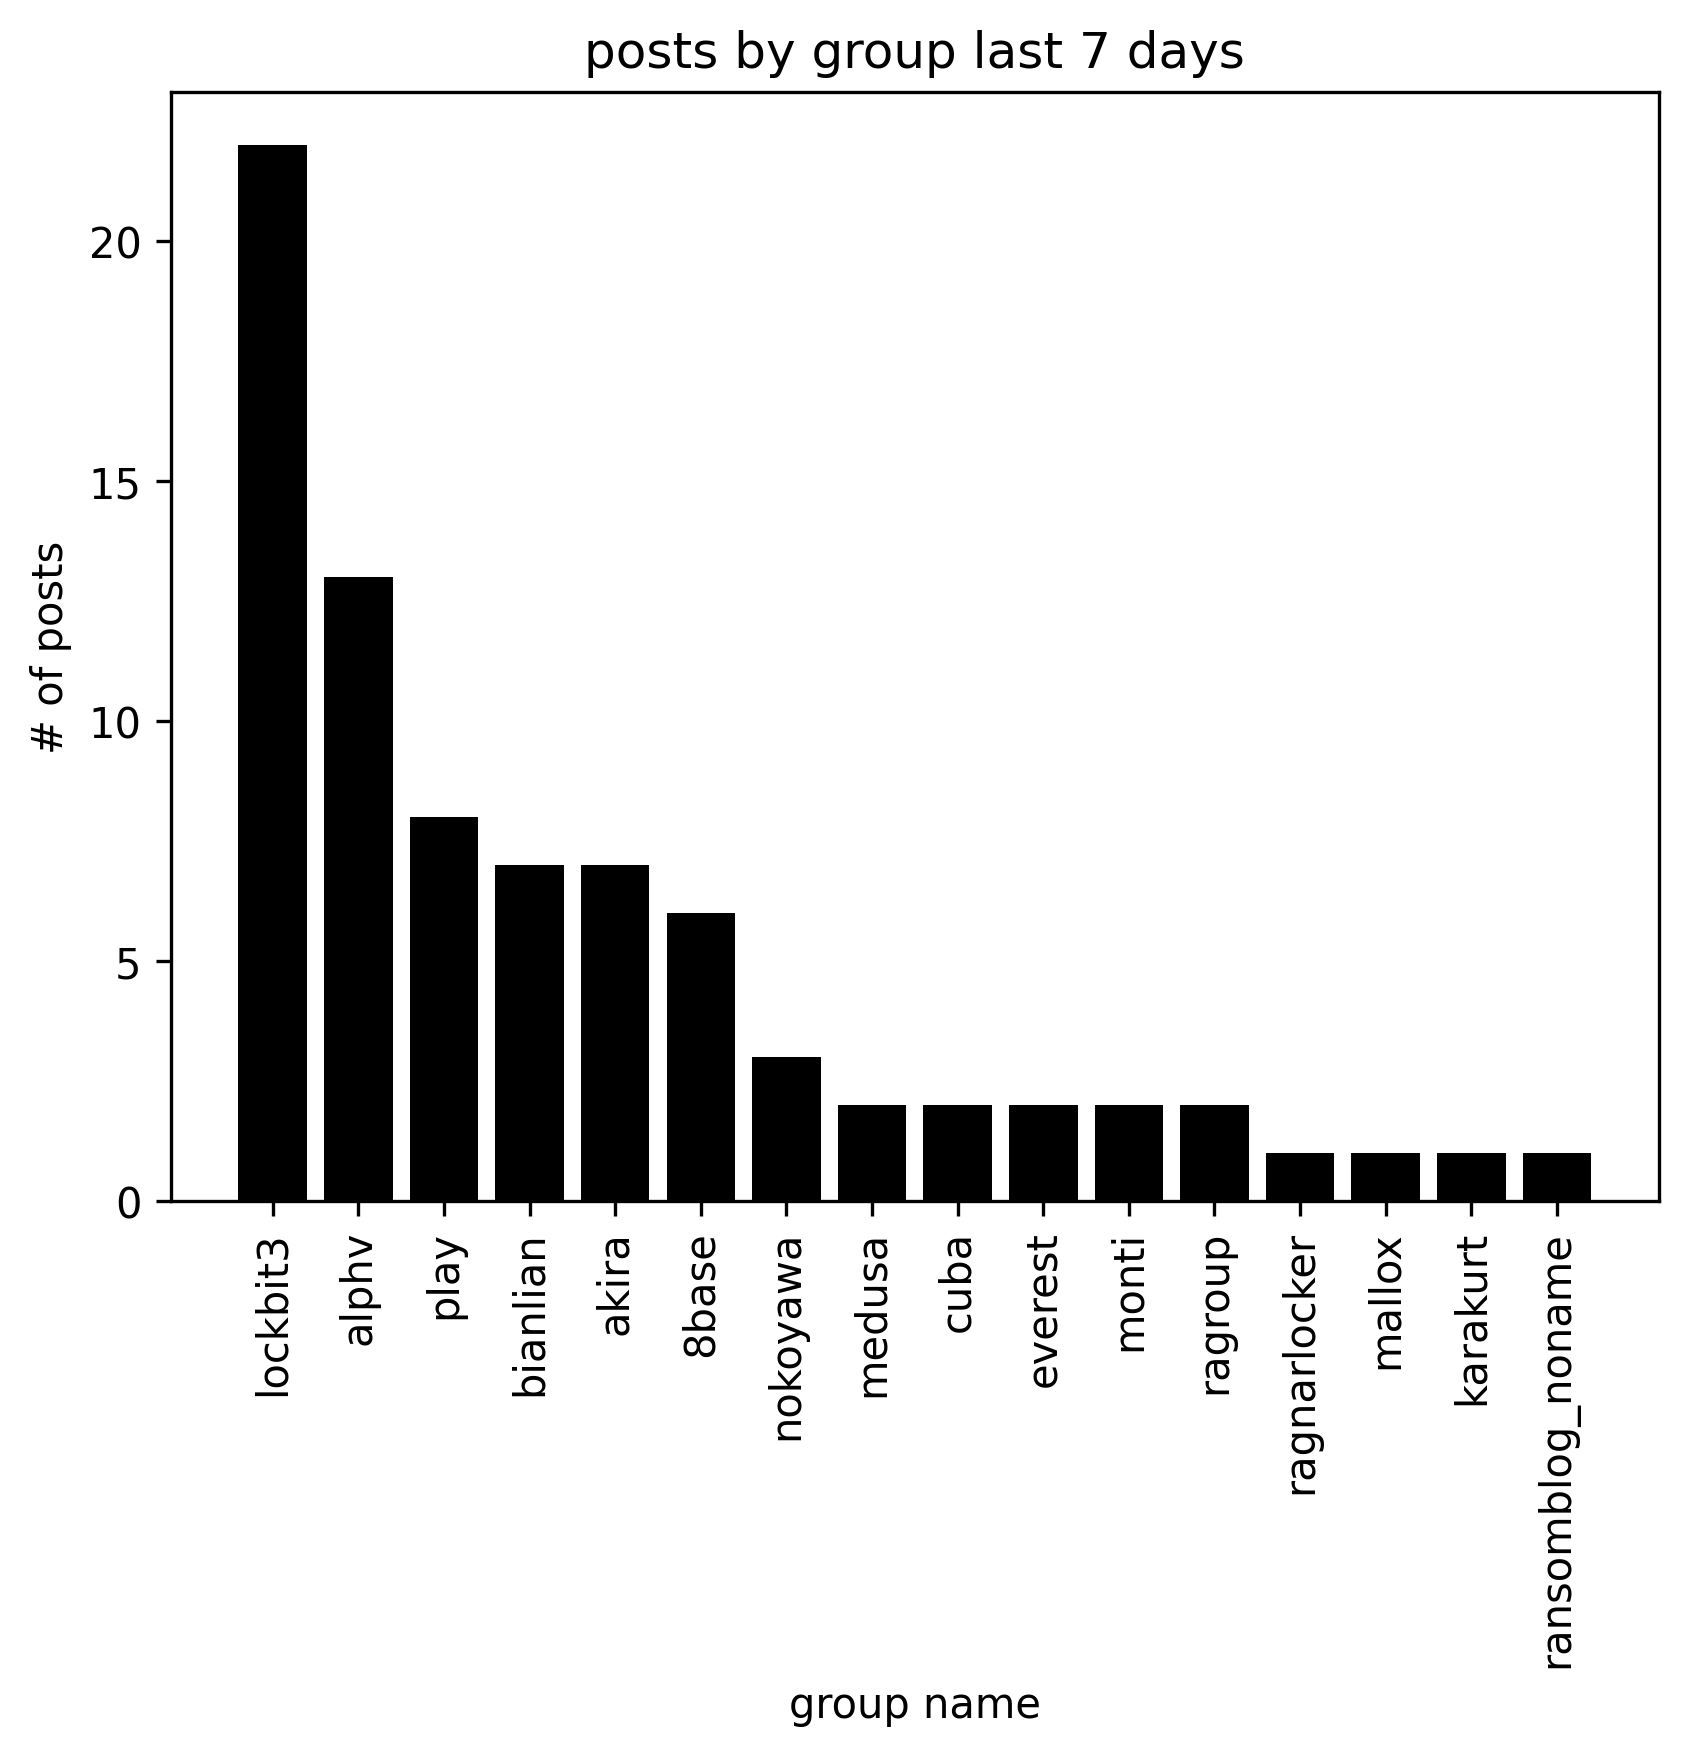 posts by group last 7 days
# of posts
20
15
10
5
0
lockbit3
alphv
play
bianlian
akira
8base
nokoyawa
medusa
cuba
everest
monti
ragroup
ragnarlocker
mallox
karakurt
ransomblog_noname
group name